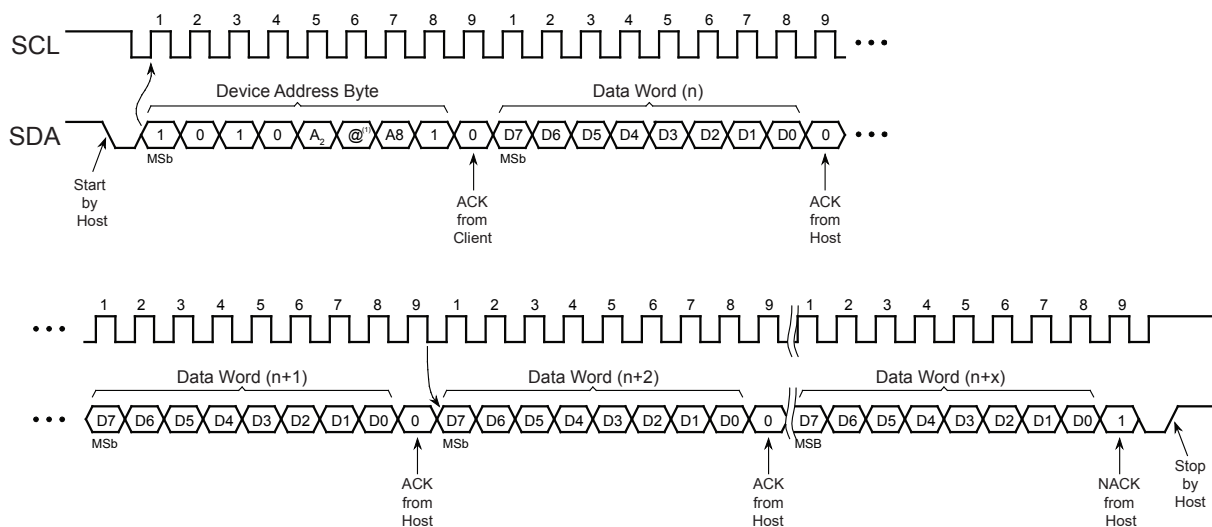 1 2 3 4 5 6 7 8 9 1 2 3 4 5 6 7 8 9
SCL
Device Address Byte Data Word (n)
SDA 1 0 1 0 A2 @(1) A8 1 0 D7 D6 D5 D4 D3 D2 D1 D0 0
MSb MSb
Start
by
Host
ACK
from
Client
ACK
from
Host
1 2 3 4 5 6 7 8 9 1 2 3 4 5 6 7 8 9 1 2 3 4 5 6 7 8 9
Data Word (n+1) Data Word (n+2) Data Word (n+x)
D7 D6 D5 D4 D3 D2 D1 D0 0 D7 D6 D5 D4 D3 D2 D1 D0 0 D7 D6 D5 D4 D3 D2 D1 D0 1
MSb MSb MSB
ACK
from
Host
ACK
from
Host
NACK
from
Host
Stop
by
Host